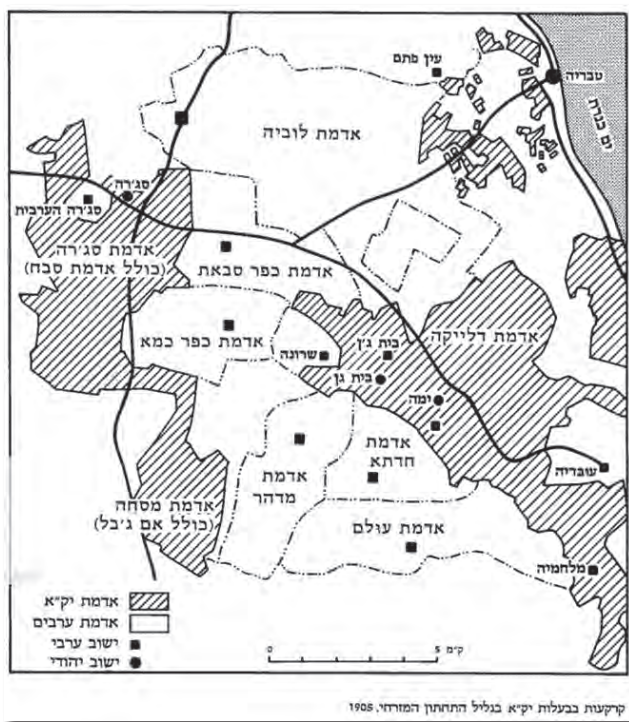 עין פתם
טבריה
ים כנרת
אדמת לוביה
סג'רה
סג'רה הערבית
אדמת סג'רה
(כולל אדמת סבח)
אדמת כפר סבאת
אדמת דלייקה
אדמת כפר כמא
שרונה
בית ג'ן
בית גן
ימה
אדמת
חדתא
עובדיה
אדמת
מדהר
אדמת מסחה
(כולל אם ג'בל)
אדמת עולם
מלחמיה
אדמת יק"א
אדמת ערבים
ישוב ערבי
ישוב יהודי
0 5 ק"מ
קרקעות בבעלות יק"א בגליל התחתון המזרחי, 1905